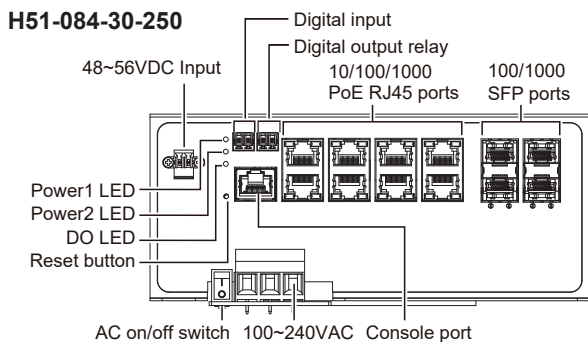 H51-084-30-250
Digital input
Digital output relay
48~56VDC Input
10/100/1000
PoE RJ45 ports
100/1000
SFP ports
Power1 LED
Power2 LED
DO LED
Reset button
AC on/off switch
100~240VAC
Console port